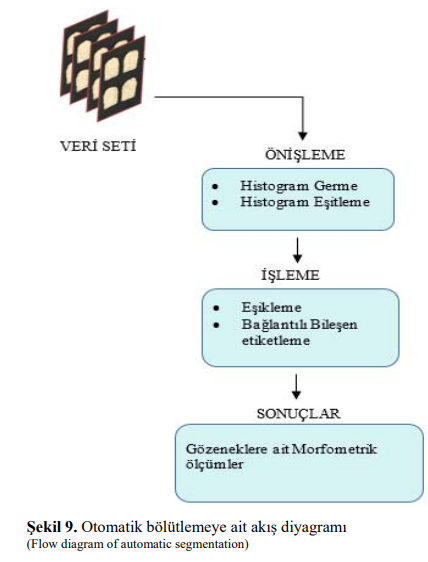 VERİ SETİ
ÖNİŞLEME
• Histogram Germe
• Histogram Eşitleme
İŞLEME
• Eşikleme
• Bağlantılı Bileşen
etiketleme
SONUÇLAR
Gözeneklere ait Morfometrik
ölçümler
Şekil 9. Otomatik bölütlemeye ait akış diyagramı
(Flow diagram of automatic segmentation)